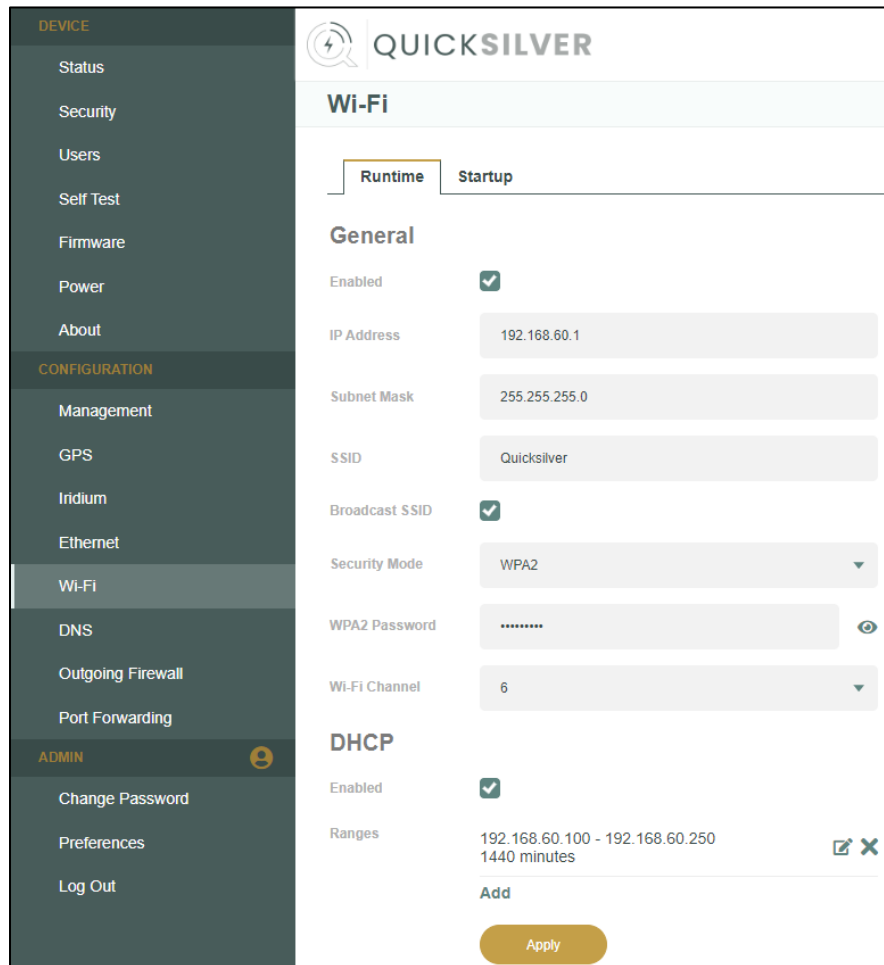 DEVICE
Status
Security
Users
Self Test
Firmware
Power
About
CONFIGURATION
Management
GPS
Iridium
Ethernet
Wi-Fi
DNS
Outgoing Firewall
Port Forwarding
ADMIN
Change Password
Preferences
Log Out
QUICKSILVER
Wi-Fi
Runtime Startup
General
Enabled
IP Address 192.168.60.1
Subnet Mask 255.255.255.0
SSID Quicksilver
Broadcast SSID
Security Mode WPA2
WPA2 Password •••••••••
Wi-Fi Channel 6
DHCP
Enabled
Ranges 192.168.60.100 - 192.168.60.250
1440 minutes
Add
Apply